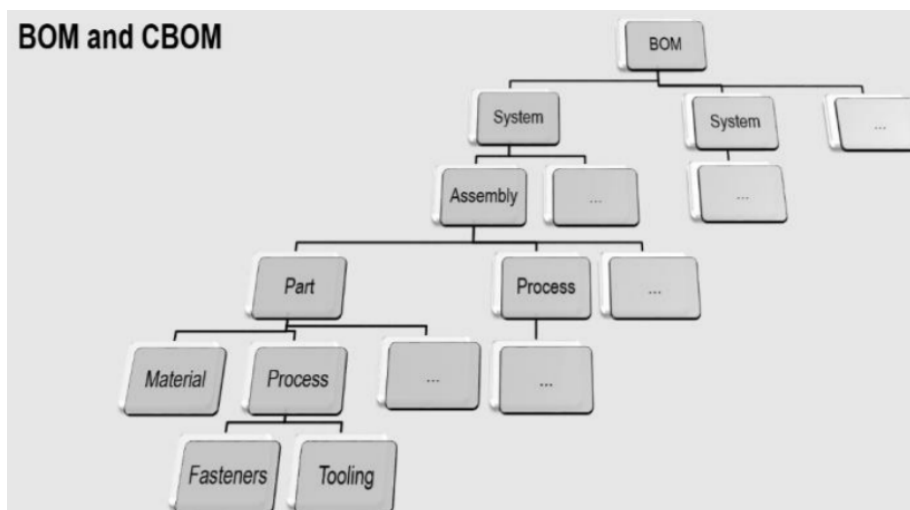 BOM and CBOM
BOM
System
System
...
Assembly
...
...
Part
Process
...
Material
Process
...
...
Fasteners
Tooling